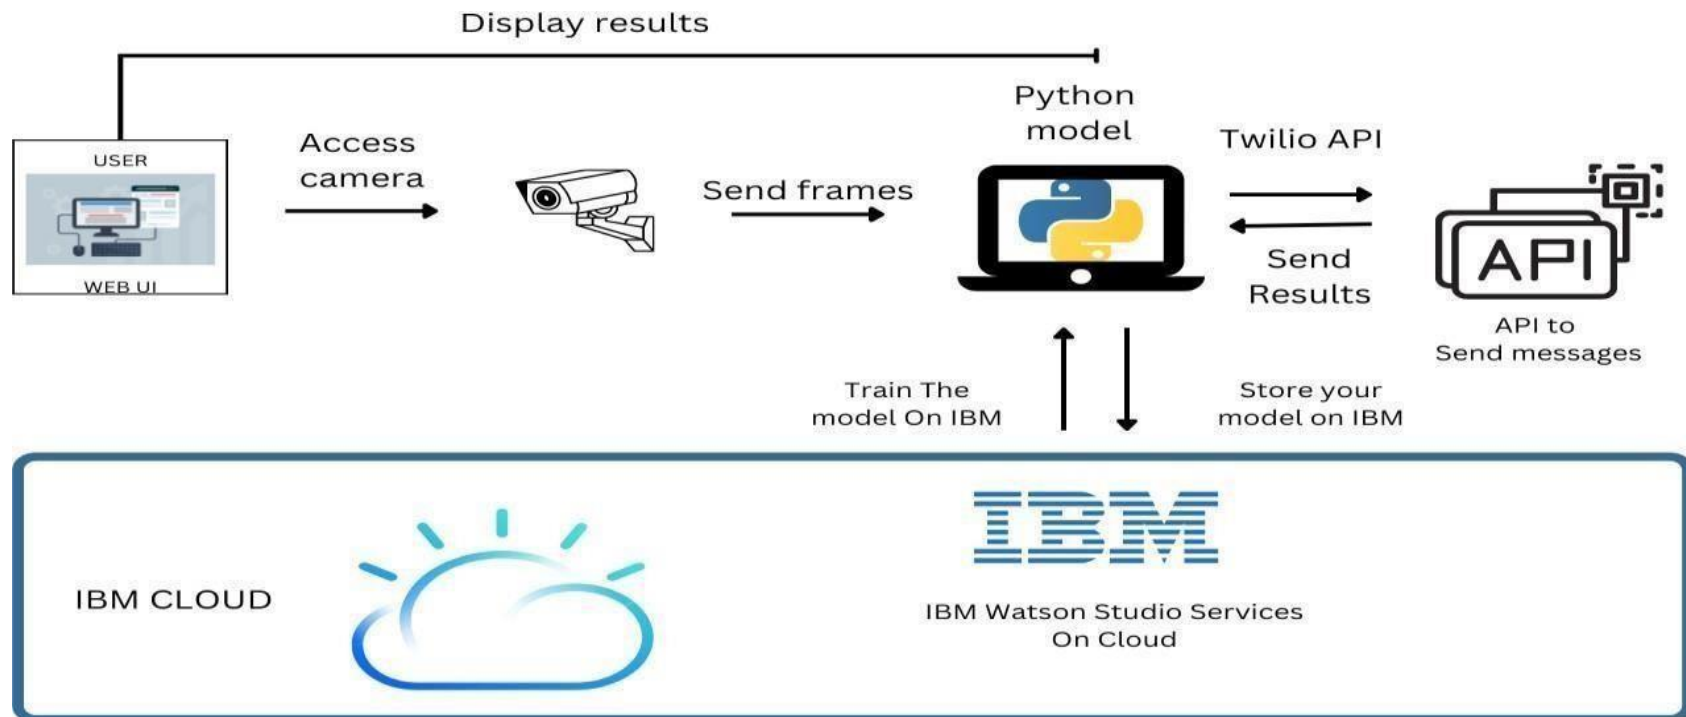 Display results
USER
WEB UI
Access
camera
Send frames
Python
model
Twilio API
Send
Results
API
API to
Send messages
Train The
model On IBM
Store your
model on IBM
IBM CLOUD
IBM
IBM Watson Studio Services
On Cloud